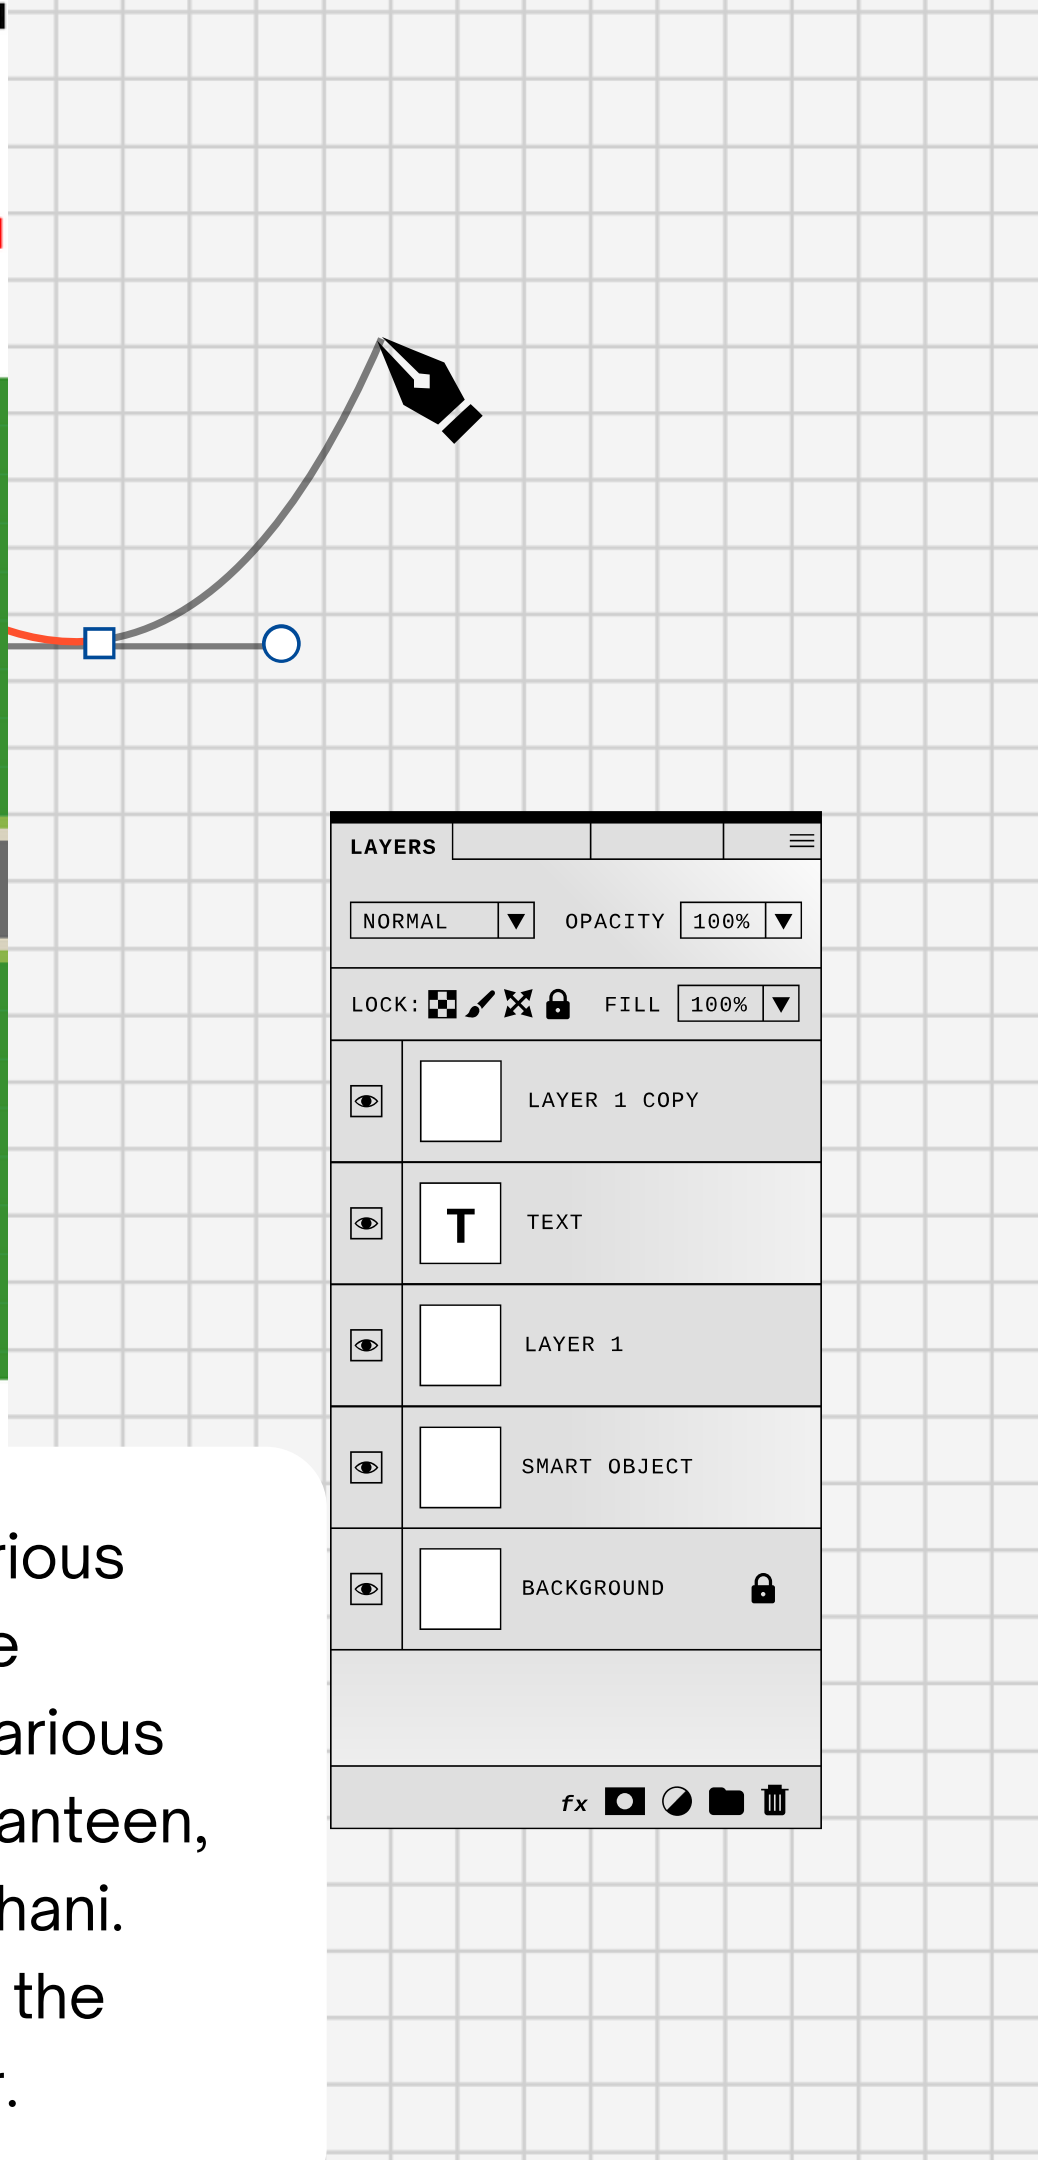 LAYERS
NORMAL OPACITY 100%
LOCK: FILL 100%
LAYER 1 COPY
T TEXT
LAYER 1
SMART OBJECT
BACKGROUND
fx
rious
e
arious
anteen,
hani.
the
r.